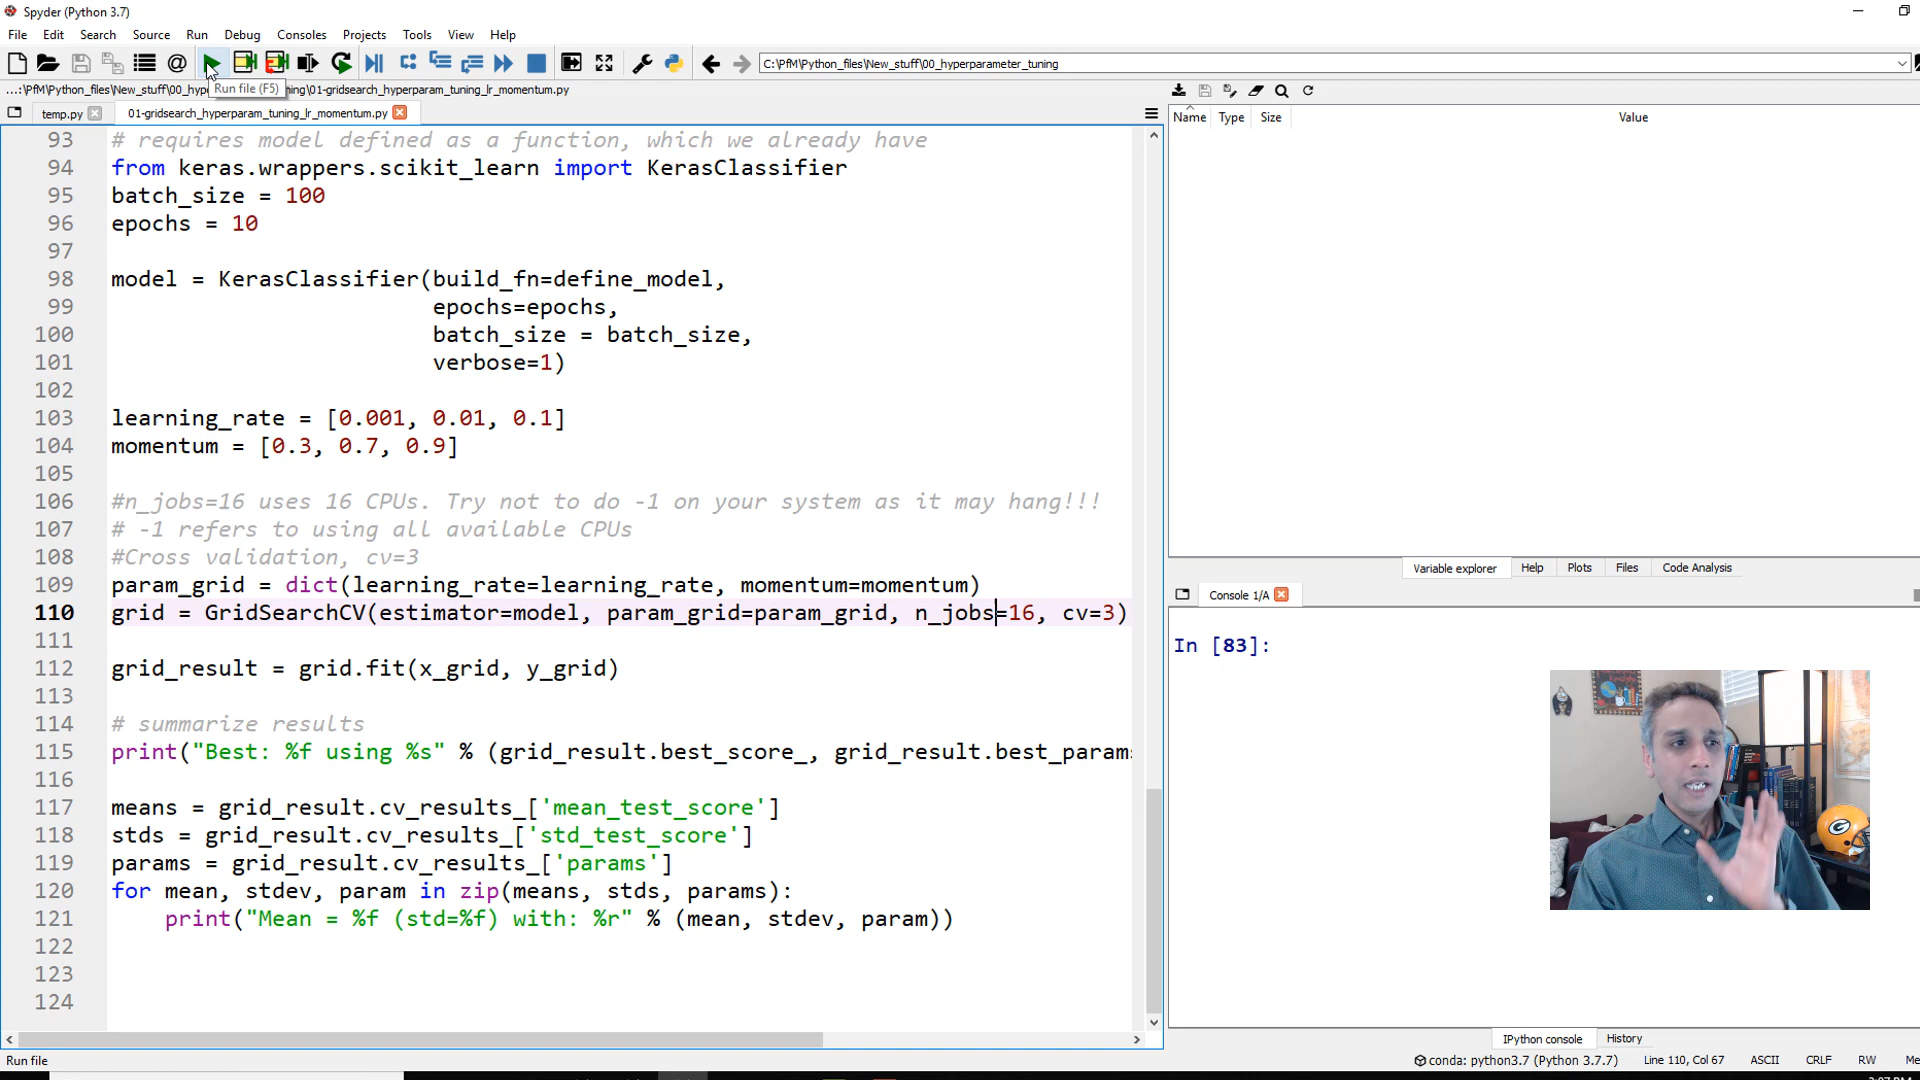 Spyder (Python 3.7)
File Edit Search Source Run Debug Consoles Projects Tools View Help
C:\PfM\Python_files\New_stuff\00_hyperparameter_tuning
...:\PfM\Python_files\New_stuff\00_hype
Run file (F5)
ning\01-gridsearch_hyperparam_tuning_lr_momentum.py
temp.py
01-gridsearch_hyperparam_tuning_lr_momentum.py
93 # requires model defined as a function, which we already have
94 from keras.wrappers.scikit_learn import KerasClassifier
95 batch_size = 100
96 epochs = 10
97
98 model = KerasClassifier(build_fn=define_model,
99 epochs=epochs,
100 batch_size = batch_size,
101 verbose=1)
102
103 learning_rate = [0.001, 0.01, 0.1]
104 momentum = [0.3, 0.7, 0.9]
105
106 #n_jobs=16 uses 16 CPUs. Try not to do -1 on your system as it may hang!!!
107 # -1 refers to using all available CPUs
108 #Cross validation, cv=3
109 param_grid = dict(learning_rate=learning_rate, momentum=momentum)
110 grid = GridSearchCV(estimator=model, param_grid=param_grid, n_jobs=16, cv=3)
111
112 grid_result = grid.fit(x_grid, y_grid)
113
114 # summarize results
115 print("Best: %f using %s" % (grid_result.best_score_, grid_result.best_params
116
117 means = grid_result.cv_results_['mean_test_score']
118 stds = grid_result.cv_results_['std_test_score']
119 params = grid_result.cv_results_['params']
120 for mean, stdev, param in zip(means, stds, params):
121 print("Mean = %f (std=%f) with: %r" % (mean, stdev, param))
122
123
124
Name Type Size Value
Variable explorer Help Plots Files Code Analysis
Console 1/A
In [83]:
IPython console History
Run file
conda: python3.7 (Python 3.7.7) Line 110, Col 67 ASCII CRLF RW Me